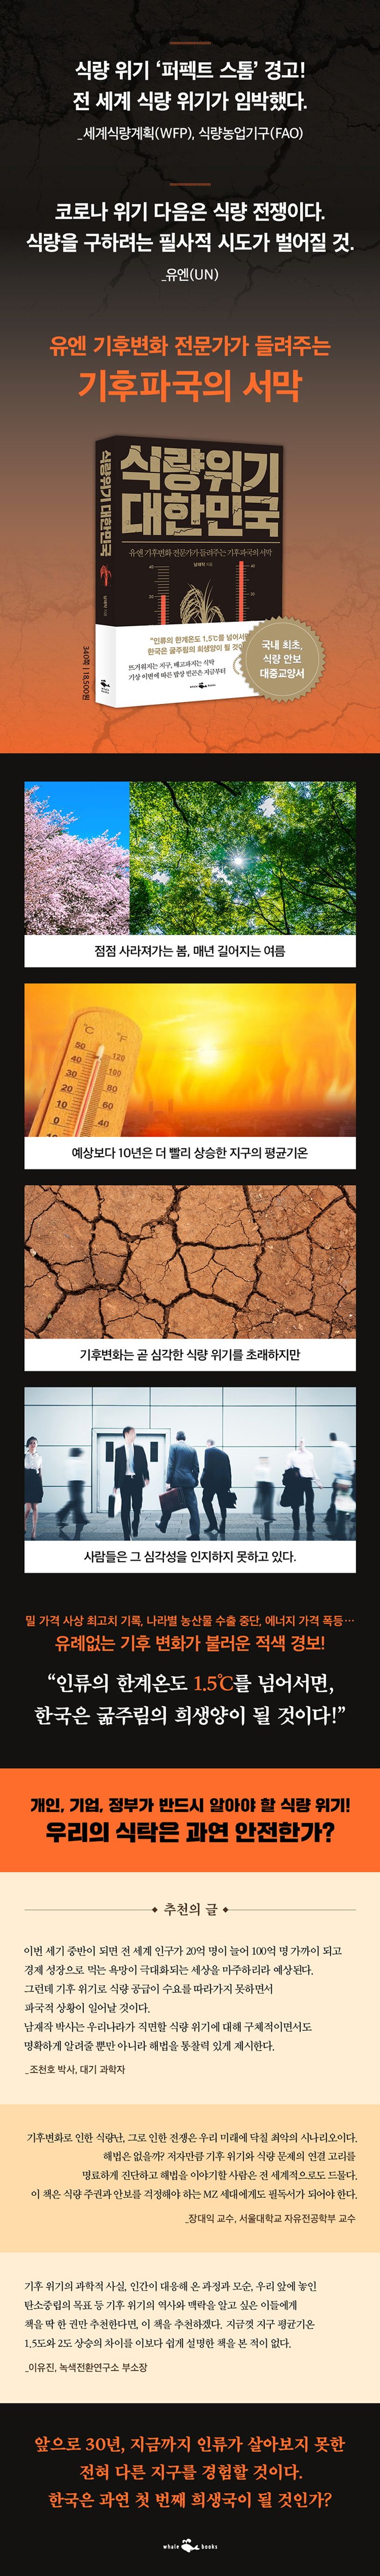 식량 위기 ‘퍼펙트 스톰’ 경고!
전 세계 식량 위기가 임박했다.
_세계식량계획(WFP), 식량농업기구(FAO)
코로나 위기 다음은 식량 전쟁이다.
식량을 구하려는 필사적 시도가 벌어질 것.
_유엔(UN)
유엔 기후변화 전문가가 들려주는
기후파국의 서막
식량위기 대한민국
식량위기
대한민국
유엔 기후변화 전문가가 들려주는 기후파국의 서막
남재작 지음
“인류의 한계온도 1.5℃를 넘어서면
한국은 굶주림의 희생양이 될 것이다
뜨거워지는 지구, 배고파지는 식탁
기상 이변에 따른 밥상 빈곤은 지금부터
whale books
340쪽 | 18,500원
국내 최초,
식량 안보
대중교양서
점점 사라져가는 봄, 매년 길어지는 여름
°C °F
50 120
40 100
30 80
20 60
10 40
0
예상보다 10년은 더 빨리 상승한 지구의 평균기온
기후변화는 곧 심각한 식량 위기를 초래하지만
사람들은 그 심각성을 인지하지 못하고 있다.
밀 가격 사상 최고치 기록, 나라별 농산물 수출 중단, 에너지 가격 폭등…
유례없는 기후 변화가 불러운 적색 경보!
“인류의 한계온도 1.5℃를 넘어서면,
한국은 굶주림의 희생양이 될 것이다!”
개인, 기업, 정부가 반드시 알아야 할 식량 위기!
우리의 식탁은 과연 안전한가?
추천의 글
이번 세기 중반이 되면 전 세계 인구가 20억 명이 늘어 100억 명 가까이 되고
경제 성장으로 먹는 욕망이 극대화되는 세상을 마주하리라 예상된다.
그런데 기후 위기로 식량 공급이 수요를 따라가지 못하면서
파국적 상황이 일어날 것이다.
남재작 박사는 우리나라가 직면할 식량 위기에 대해 구체적이면서도
명확하게 알려줄 뿐만 아니라 해법을 통찰력 있게 제시한다.
_조천호 박사, 대기 과학자
기후변화로 인한 식량난, 그로 인한 전쟁은 우리 미래에 닥칠 최악의 시나리오이다.
해법은 없을까? 저자만큼 기후 위기와 식량 문제의 연결 고리를
명료하게 진단하고 해법을 이야기할 사람은 전 세계적으로도 드물다.
이 책은 식량 주권과 안보를 걱정해야 하는 MZ 세대에게도 필독서가 되어야 한다.
_장대익 교수, 서울대학교 자유전공학부 교수
기후 위기의 과학적 사실, 인간이 대응해 온 과정과 모순, 우리 앞에 놓인
탄소중립의 목표 등 기후 위기의 역사와 맥락을 알고 싶은 이들에게
책을 딱 한 권만 추천한다면, 이 책을 추천하겠다. 지금껏 지구 평균기온
1.5도와 2도 상승의 차이를 이보다 쉽게 설명한 책을 본 적이 없다.
_이유진, 녹색전환연구소 부소장
앞으로 30년, 지금까지 인류가 살아보지 못한
전혀 다른 지구를 경험할 것이다.
한국은 과연 첫 번째 희생국이 될 것인가?
whale books